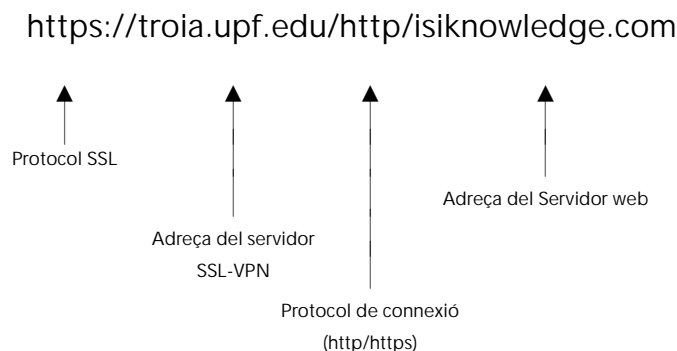 https://troia.upf.edu/http/isiknowledge.com
Protocol SSL
Adreça del Servidor web
Adreça del servidor
SSL-VPN
Protocol de connexió
(http/https)